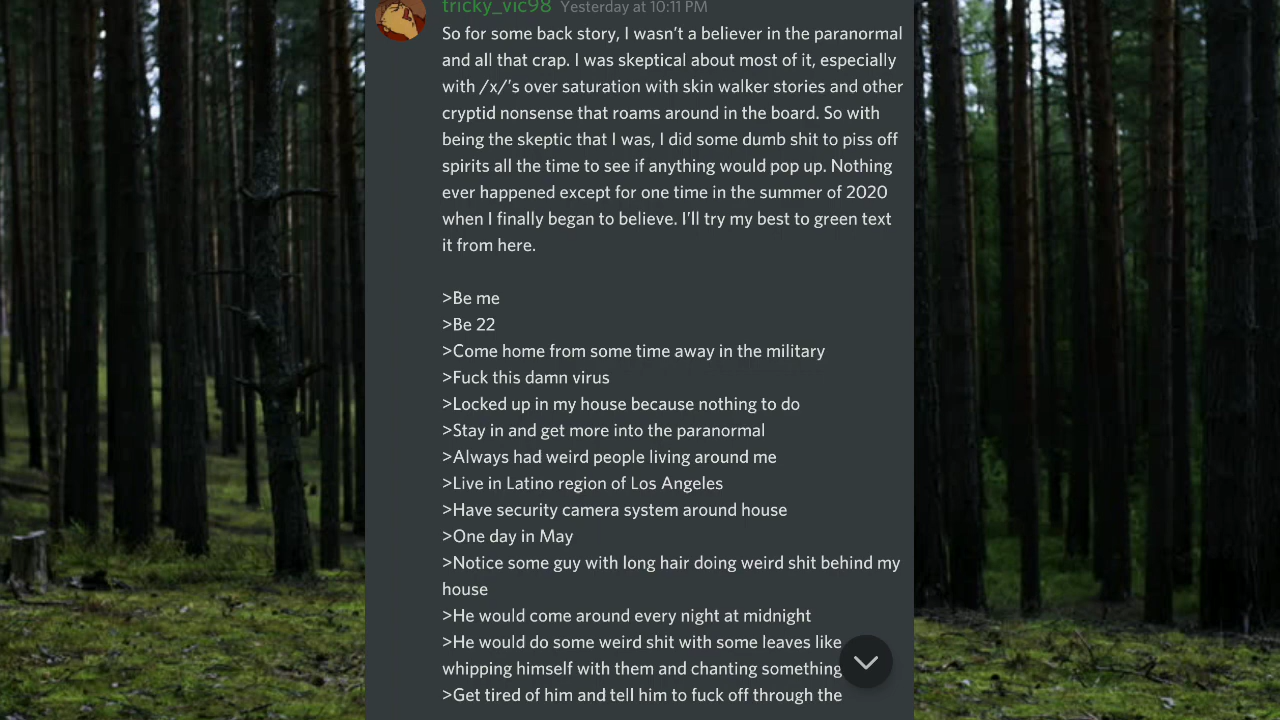 tricky_vic98 Yesterday at 10:11 PM
So for some back story, I wasn't a believer in the paranormal
and all that crap. I was skeptical about most of it, especially
with /x/'s over saturation with skin walker stories and other
cryptid nonsense that roams around in the board. So with
being the skeptic that I was, I did some dumb shit to piss off
spirits all the time to see if anything would pop up. Nothing
ever happened except for one time in the summer of 2020
when I finally began to believe. I'll try my best to green text
it from here.
>Be me
>Be 22
>Come home from some time away in the military
>Fuck this damn virus
>Locked up in my house because nothing to do
>Stay in and get more into the paranormal
>Always had weird people living around me
>Live in Latino region of Los Angeles
>Have security camera system around house
>One day in May
>Notice some guy with long hair doing weird shit behind my
house
>He would come around every night at midnight
>He would do some weird shit with some leaves like
whipping himself with them and chanting something
>Get tired of him and tell him to fuck off through the